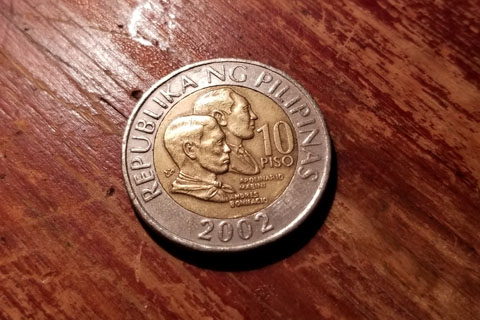 REPUBLIKA NG PILIPINAS
10
PISO
APOLINARIO
MABINI
ANDRES
BONIFACIO
2002